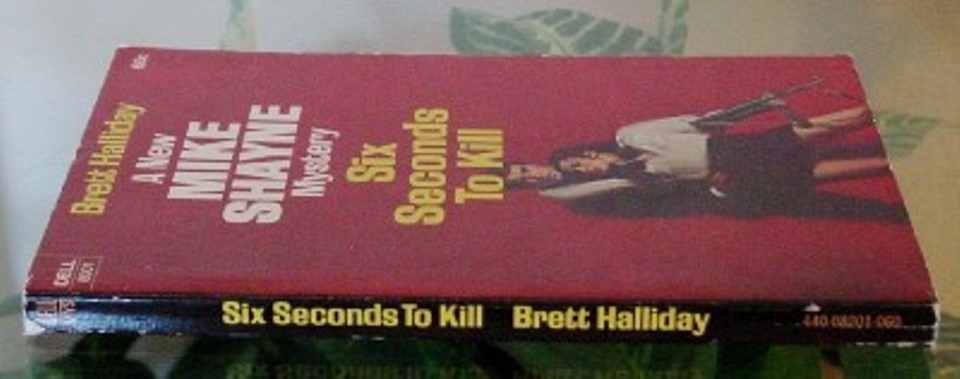 60c
Brett Halliday
A New
MIKE
SHAYNE
Mystery
Six
Seconds
To Kill
DELL
Six Seconds To Kill Brett Halliday
440-08201-060